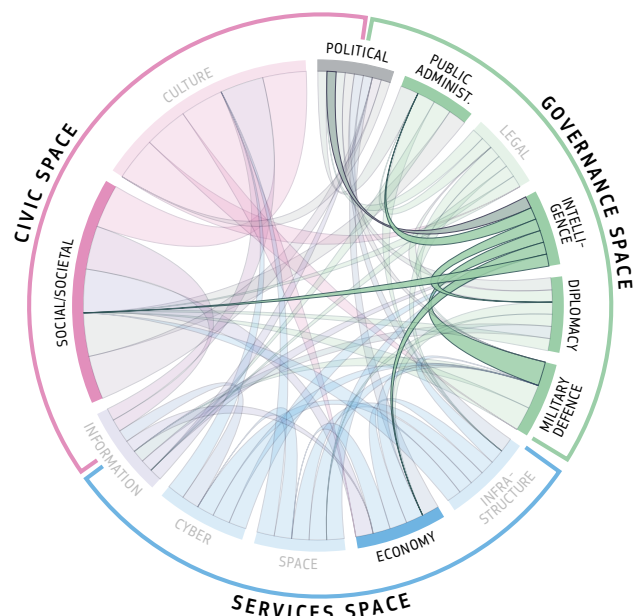 POLITICAL
PUBLIC
ADMINIST.
LEGAL
INTELLI-
GENCE
DIPLOMACY
MILITARY
DEFENCE
INFRA-
STRUCTURE
ECONOMY
SPACE
CYBER
INFORMATION
SOCIAL/SOCIETAL
CULTURE
CIVIC SPACE
GOVERNANCE SPACE
SERVICES SPACE